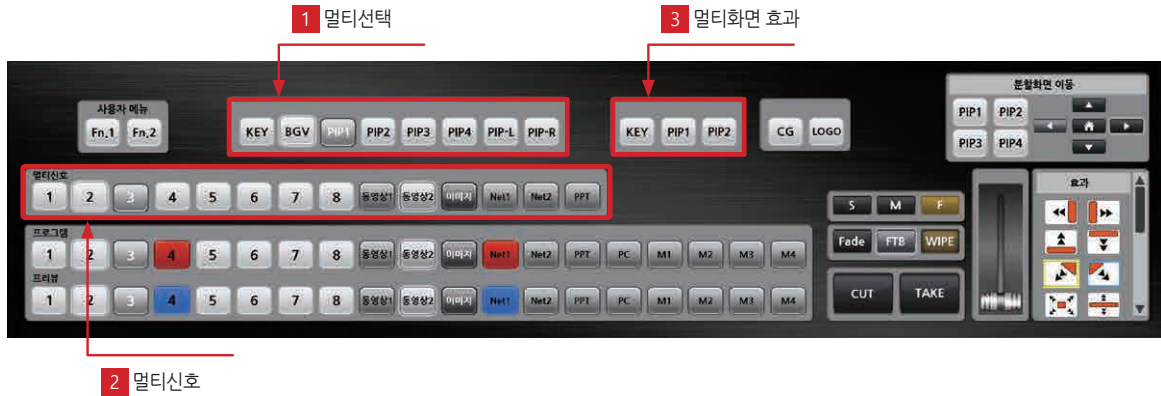 1 멀티선택
3 멀티화면 효과
사용자 메뉴
Fn.1 Fn.2
KEY BGV PIP1 PIP2 PIP3 PIP4 PIP-L PIP-R
KEY PIP1 PIP2
CG LOGO
분할화면 이동
PIP1 PIP2
PIP3 PIP4
멀티신호
1 2 3 4 5 6 7 8 동영상1 동영상2 이미지 Net1 Net2 PPT
프로그램
1 2 3 4 5 6 7 8 동영상1 동영상2 이미지 Net1 Net2 PPT PC M1 M2 M3 M4
프리뷰
1 2 3 4 5 6 7 8 동영상1 동영상2 이미지 Net1 Net2 PPT PC M1 M2 M3 M4
S M F
Fade FTB WIPE
CUT TAKE
효과
2 멀티신호